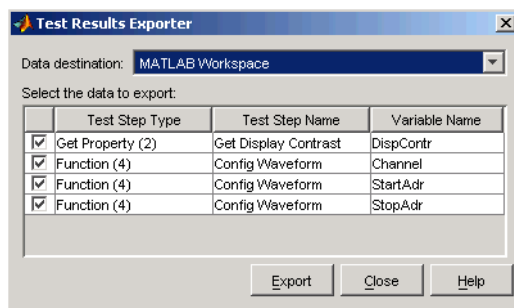 Test Results Exporter
Data destination: MATLAB Workspace
Select the data to export:
Test Step Type Test Step Name Variable Name
Get Property (2) Get Display Contrast DispContr
Function (4) Config Waveform Channel
Function (4) Config Waveform StartAdr
Function (4) Config Waveform StopAdr
Export Close Help